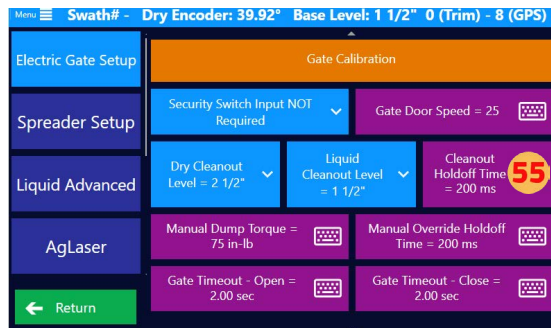 Menu Swath# - Dry Encoder: 39.92° Base Level: 1 1/2" 0 (Trim) - 8 (GPS)
Electric Gate Setup
Gate Calibration
Spreader Setup
Security Switch Input NOT
Required
Gate Door Speed = 25
Liquid Advanced
Dry Cleanout
Level = 2 1/2"
Liquid
Cleanout Level
= 1 1/2"
Cleanout
Holdoff Time
= 200 ms
55
AgLaser
Manual Dump Torque =
75 in-lb
Manual Override Holdoff
Time = 200 ms
Return
Gate Timeout - Open =
2.00 sec
Gate Timeout - Close =
2.00 sec